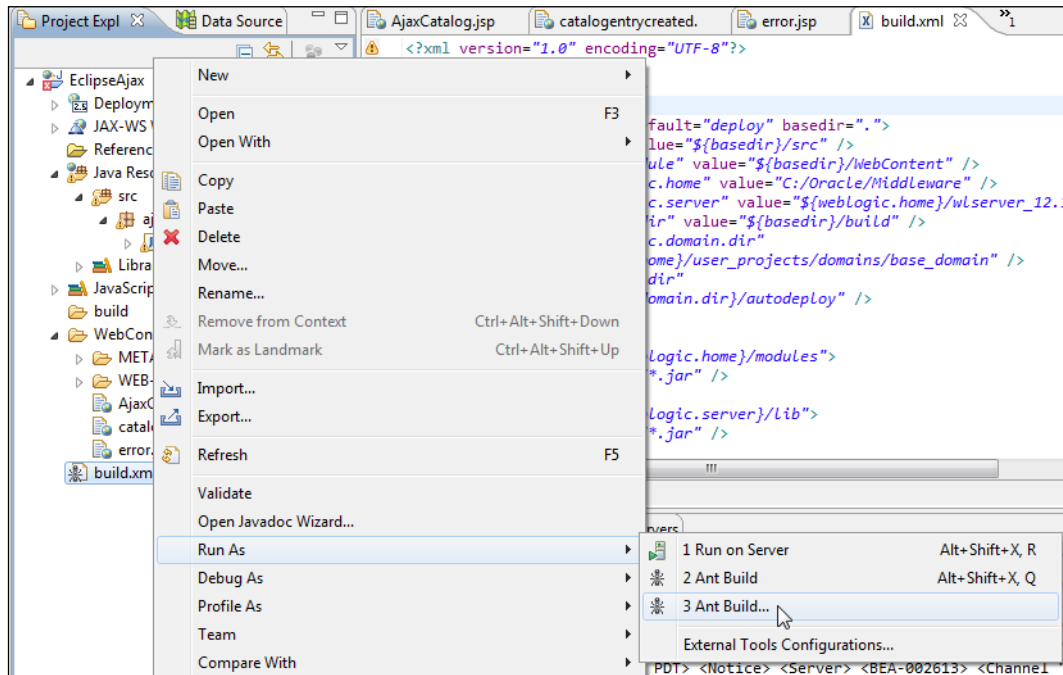 Project Expl
Data Source
AjaxCatalog.jsp
catalogentrycreated.
error.jsp
build.xml
"1
<?xml version="1.0" encoding="UTF-8"?>
EclipseAjax
Deploym
JAX-WS
Referenc
Java Reso
src
aj
Libra
JavaScrip
build
WebCon
META
WEB-
AjaxC
catal
error.
build.xm
New
Open F3
Open With
Copy
Paste
Delete
Move...
Rename...
Remove from Context Ctrl+Alt+Shift+Down
Mark as Landmark Ctrl+Alt+Shift+Up
Import...
Export...
Refresh F5
Validate
Open Javadoc Wizard...
Run As
Debug As
Profile As
Team
Compare With
fault="deploy" basedir=".">
lue="${basedir}/src" />
ule" value="${basedir}/WebContent" />
c.home" value="C:/Oracle/Middleware" />
c.server" value="${weblogic.home}/wlserver_12.
ir" value="${basedir}/build" />
c.domain.dir"
ome}/user_projects/domains/base_domain" />
dir"
omain.dir}/autodeploy" />
logic.home}/modules">
*.jar" />
logic.server}/lib">
*.jar" />
rvers
1 Run on Server Alt+Shift+X, R
2 Ant Build Alt+Shift+X, Q
3 Ant Build...
External Tools Configurations...
PDT> <Notice> <Server> <BEA-002613> <Channel